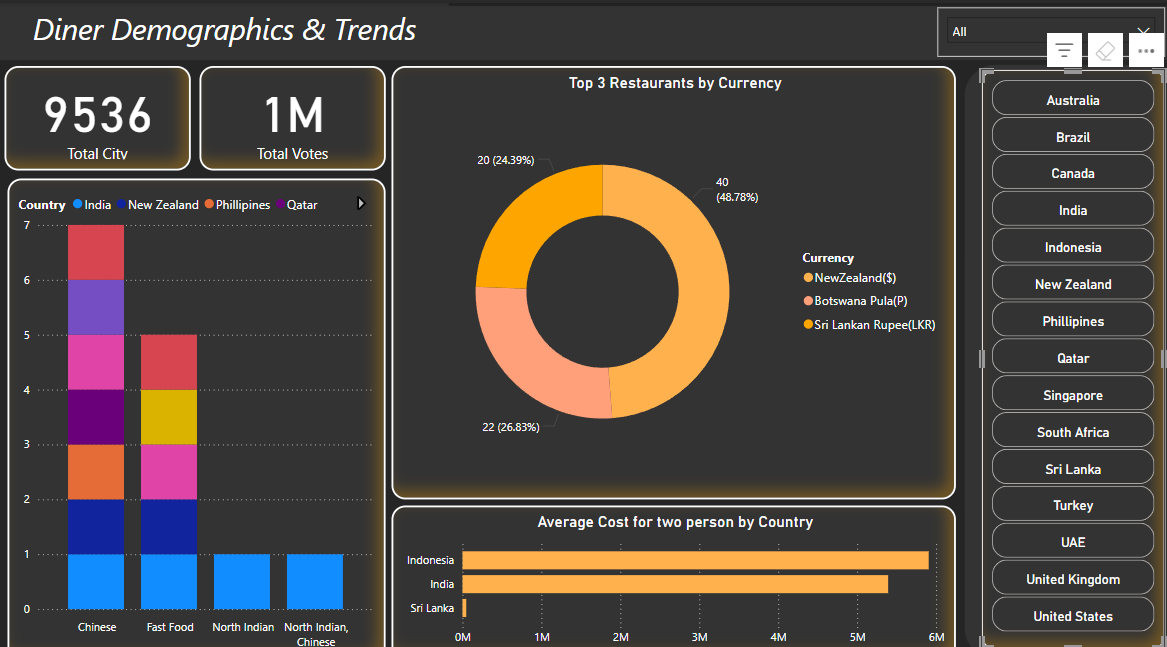 Diner Demographics & Trends
All
9536
Total City
1M
Total Votes
Country India New Zealand Phillipines Qatar
7
6
5
4
3
2
1
0
Chinese Fast Food North Indian North Indian,
Chinese
Top 3 Restaurants by Currency
20 (24.39%)
40
(48.78%)
22 (26.83%)
Currency
NewZealand($)
Botswana Pula(P)
Sri Lankan Rupee(LKR)
Average Cost for two person by Country
Indonesia
India
Sri Lanka
0M 1M 2M 3M 4M 5M 6M
Australia
Brazil
Canada
India
Indonesia
New Zealand
Phillipines
Qatar
Singapore
South Africa
Sri Lanka
Turkey
UAE
United Kingdom
United States